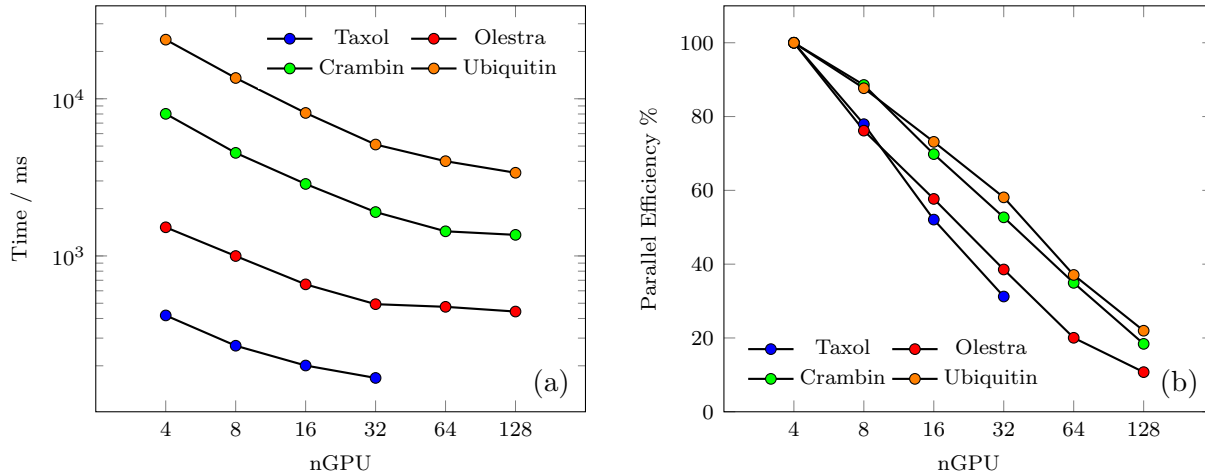 Time / ms
10^4
10^3
Taxol Olestra
Crambin Ubiquitin
(a)
4 8 16 32 64 128
nGPU
Parallel Efficiency %
100
80
60
40
20
0
Taxol Olestra
Crambin Ubiquitin
(b)
4 8 16 32 64 128
nGPU